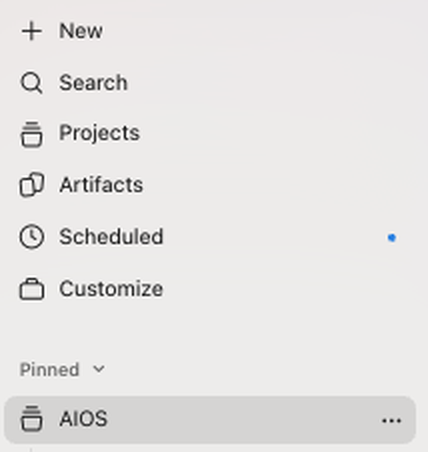 New
Search
Projects
Artifacts
Scheduled
Customize
Pinned
AIOS